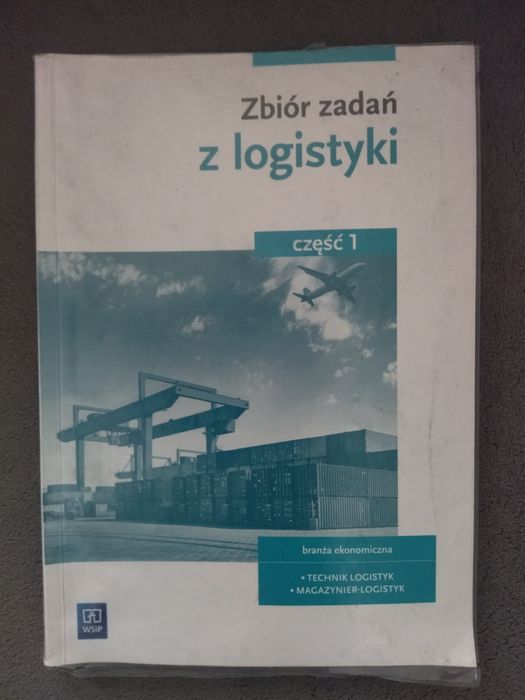 Zbiór zadań
z logistyki
część 1
branża ekonomiczna
• TECHNIK LOGISTYK
• MAGAZYNIER-LOGISTYK
WSiP